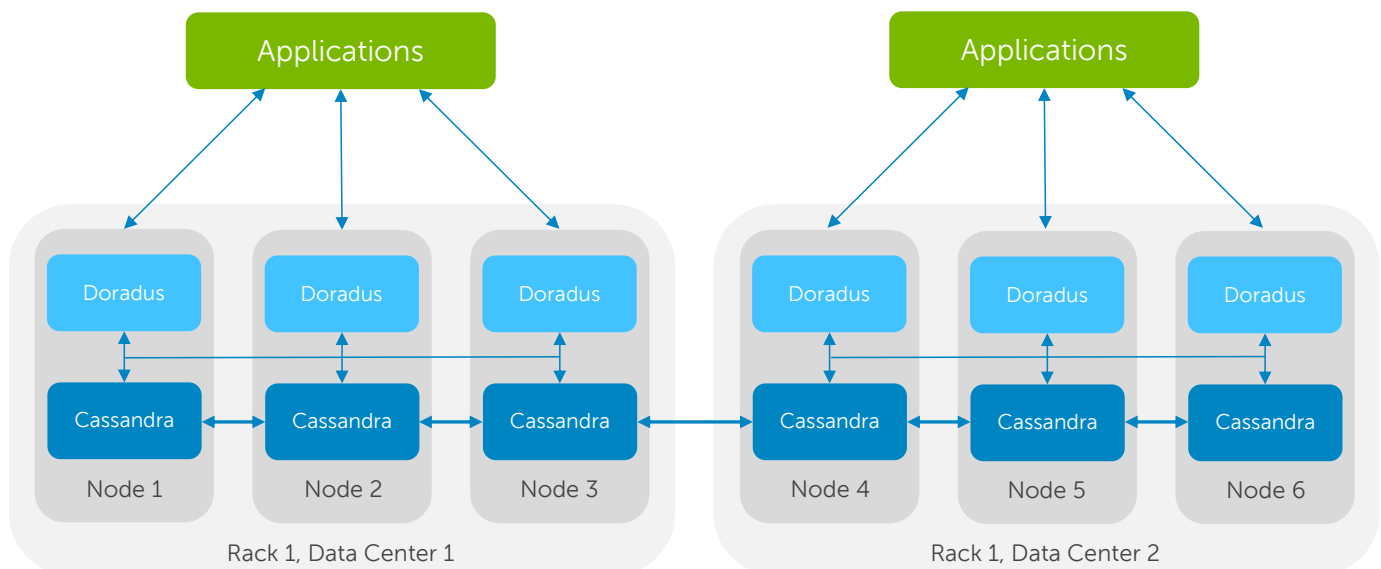 Applications
Applications
Doradus
Doradus
Doradus
Doradus
Doradus
Doradus
Cassandra
Cassandra
Cassandra
Cassandra
Cassandra
Cassandra
Node 1
Node 2
Node 3
Node 4
Node 5
Node 6
Rack 1, Data Center 1
Rack 1, Data Center 2